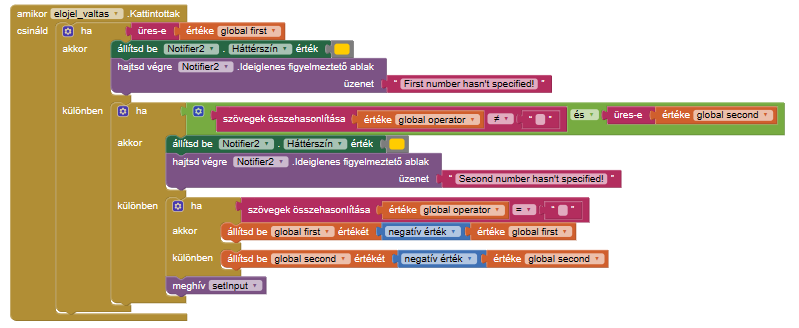 amikor elojel_valtas .Kattintottak
csináld ha üres-e értéke global first
akkor állítsd be Notifier2 . Háttérszín érték
hajtsd végre Notifier2 .Ideiglenes figyelmeztető ablak
üzenet " First number hasn't specified! "
különben ha szövegek összehasonlítása értéke global operator ≠ " " és üres-e értéke global second
akkor állítsd be Notifier2 . Háttérszín érték
hajtsd végre Notifier2 .Ideiglenes figyelmeztető ablak
üzenet " Second number hasn't specified! "
különben ha szövegek összehasonlítása értéke global operator = " "
akkor állítsd be global first értékét negatív érték értéke global first
különben állítsd be global second értékét negatív érték értéke global second
meghív setInput